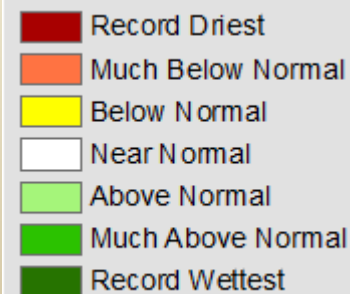 Record Driest
Much Below Normal
Below Normal
Near Normal
Above Normal
Much Above Normal
Record Wettest